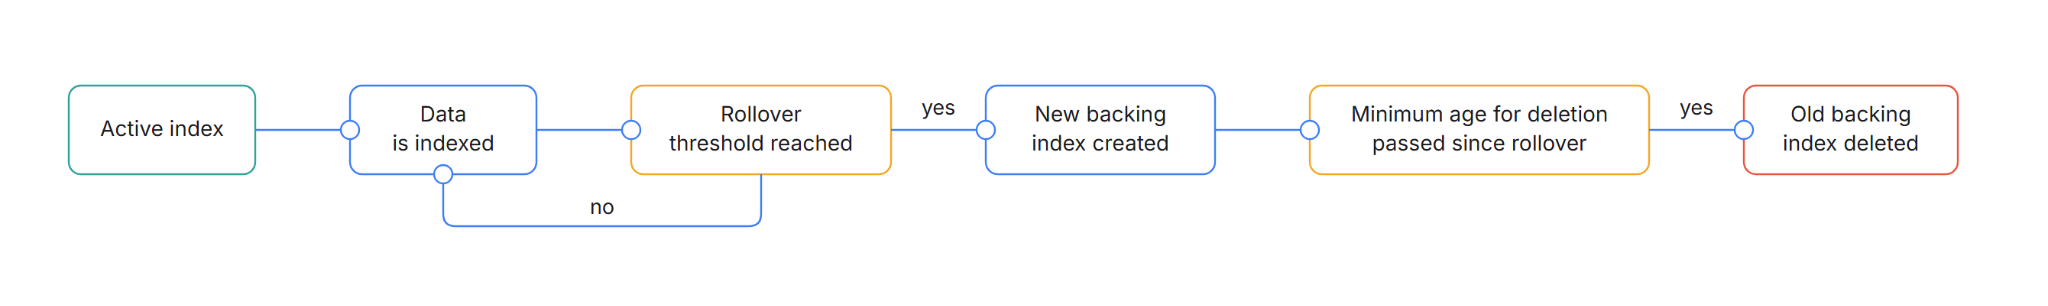 Active index
Data
is indexed
Rollover
threshold reached
yes
New backing
index created
Minimum age for deletion
passed since rollover
yes
Old backing
index deleted
no